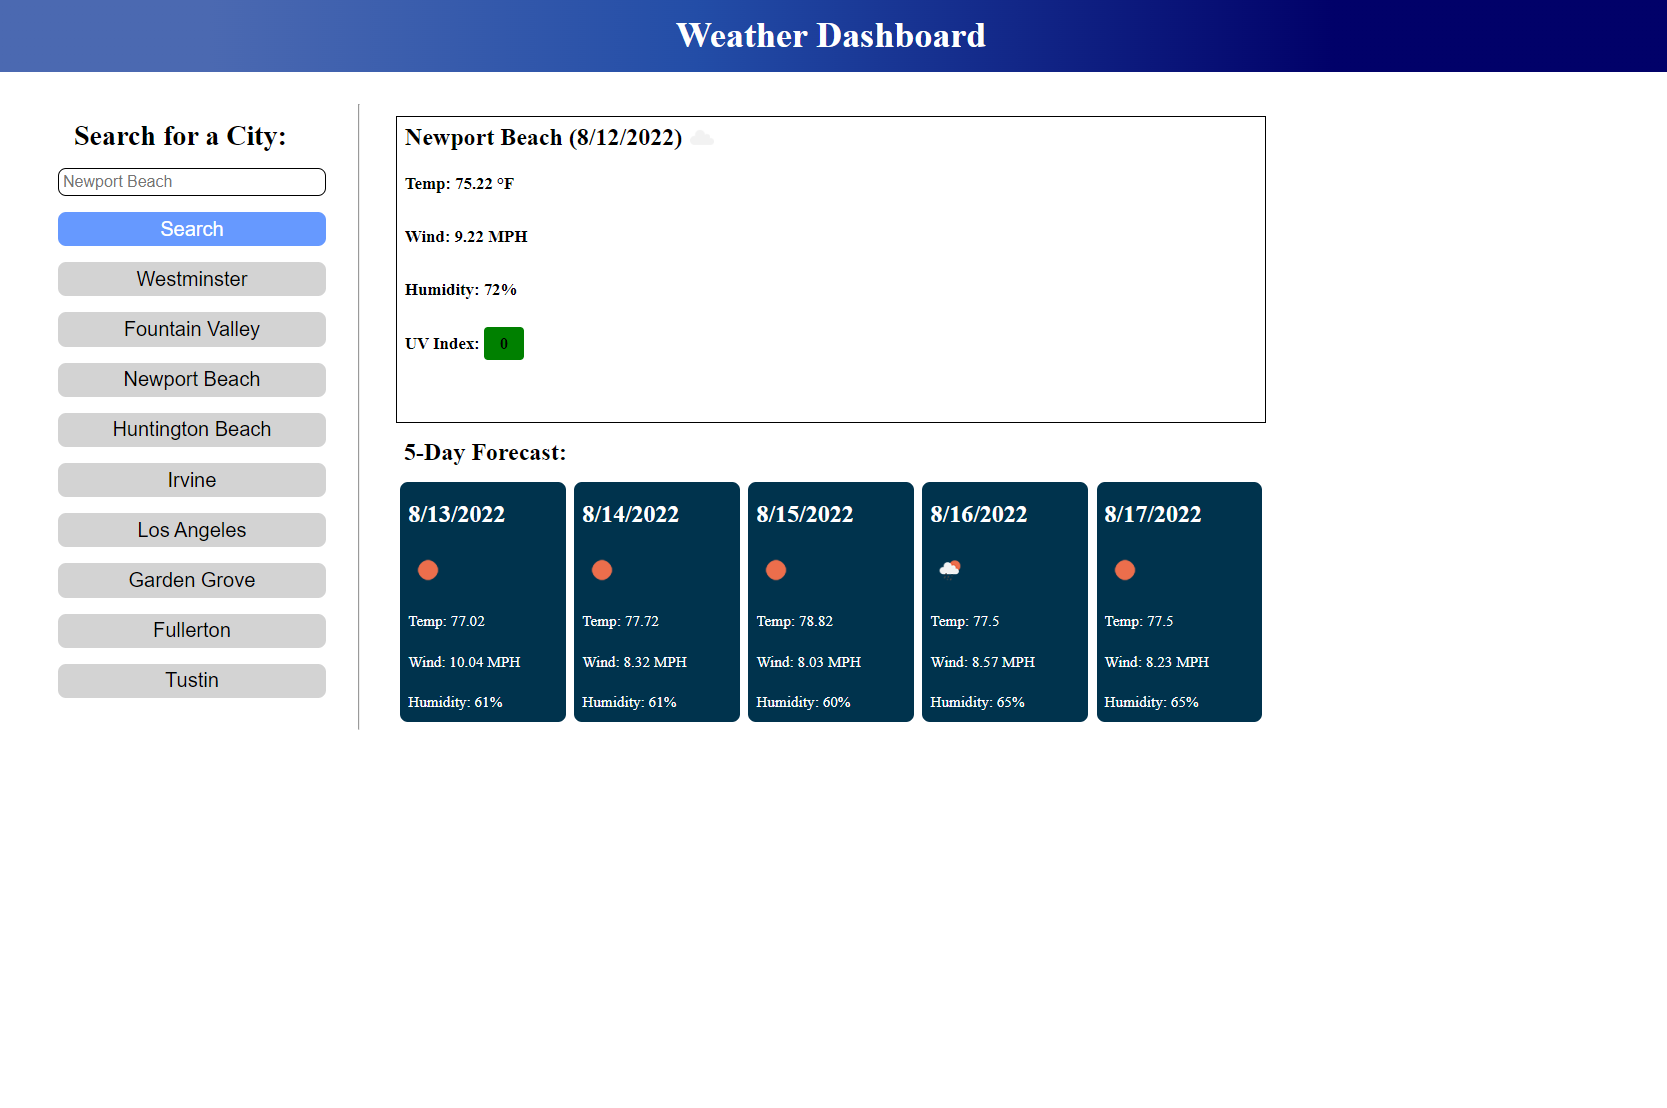 Weather Dashboard
Search for a City:
Newport Beach
Search
Westminster
Fountain Valley
Newport Beach
Huntington Beach
Irvine
Los Angeles
Garden Grove
Fullerton
Tustin
Newport Beach (8/12/2022)
Temp: 75.22 °F
Wind: 9.22 MPH
Humidity: 72%
UV Index: 0
5-Day Forecast:
8/13/2022
Temp: 77.02
Wind: 10.04 MPH
Humidity: 61%
8/14/2022
Temp: 77.72
Wind: 8.32 MPH
Humidity: 61%
8/15/2022
Temp: 78.82
Wind: 8.03 MPH
Humidity: 60%
8/16/2022
Temp: 77.5
Wind: 8.57 MPH
Humidity: 65%
8/17/2022
Temp: 77.5
Wind: 8.23 MPH
Humidity: 65%